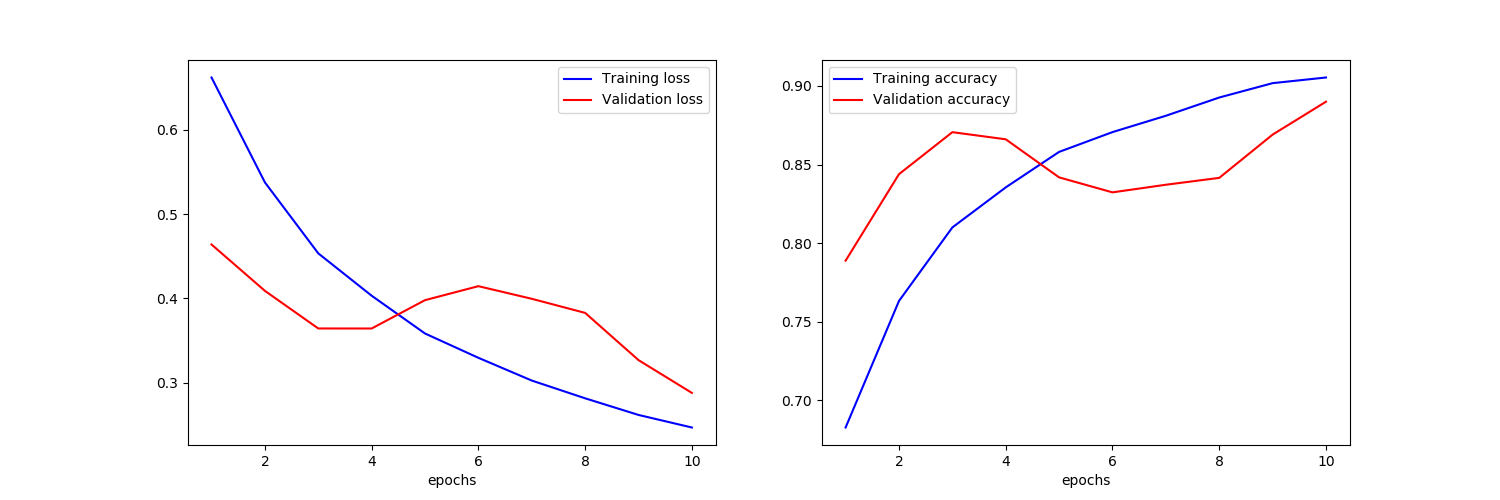 Training loss
Validation loss
0.6
0.5
0.4
0.3
2 4 6 8 10
epochs
Training accuracy
Validation accuracy
0.90
0.85
0.80
0.75
0.70
2 4 6 8 10
epochs